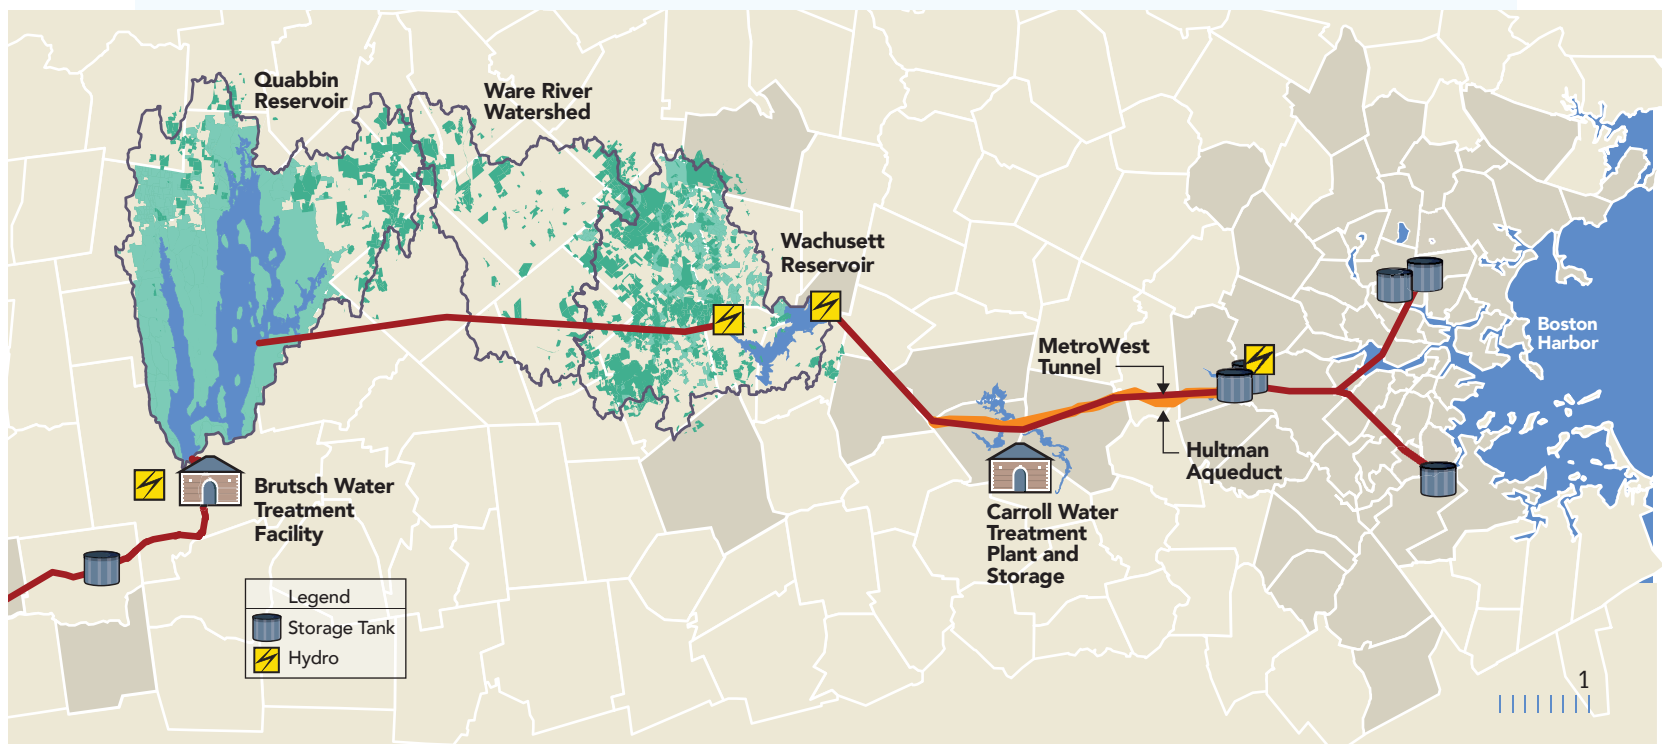 Quabbin
Reservoir
Ware River
Watershed
Wachusett
Reservoir
MetroWest
Tunnel
Boston
Harbor
Hultman
Aqueduct
Brutsch Water
Treatment
Facility
Carroll Water
Treatment
Plant and
Storage
Legend
Storage Tank
Hydro
1